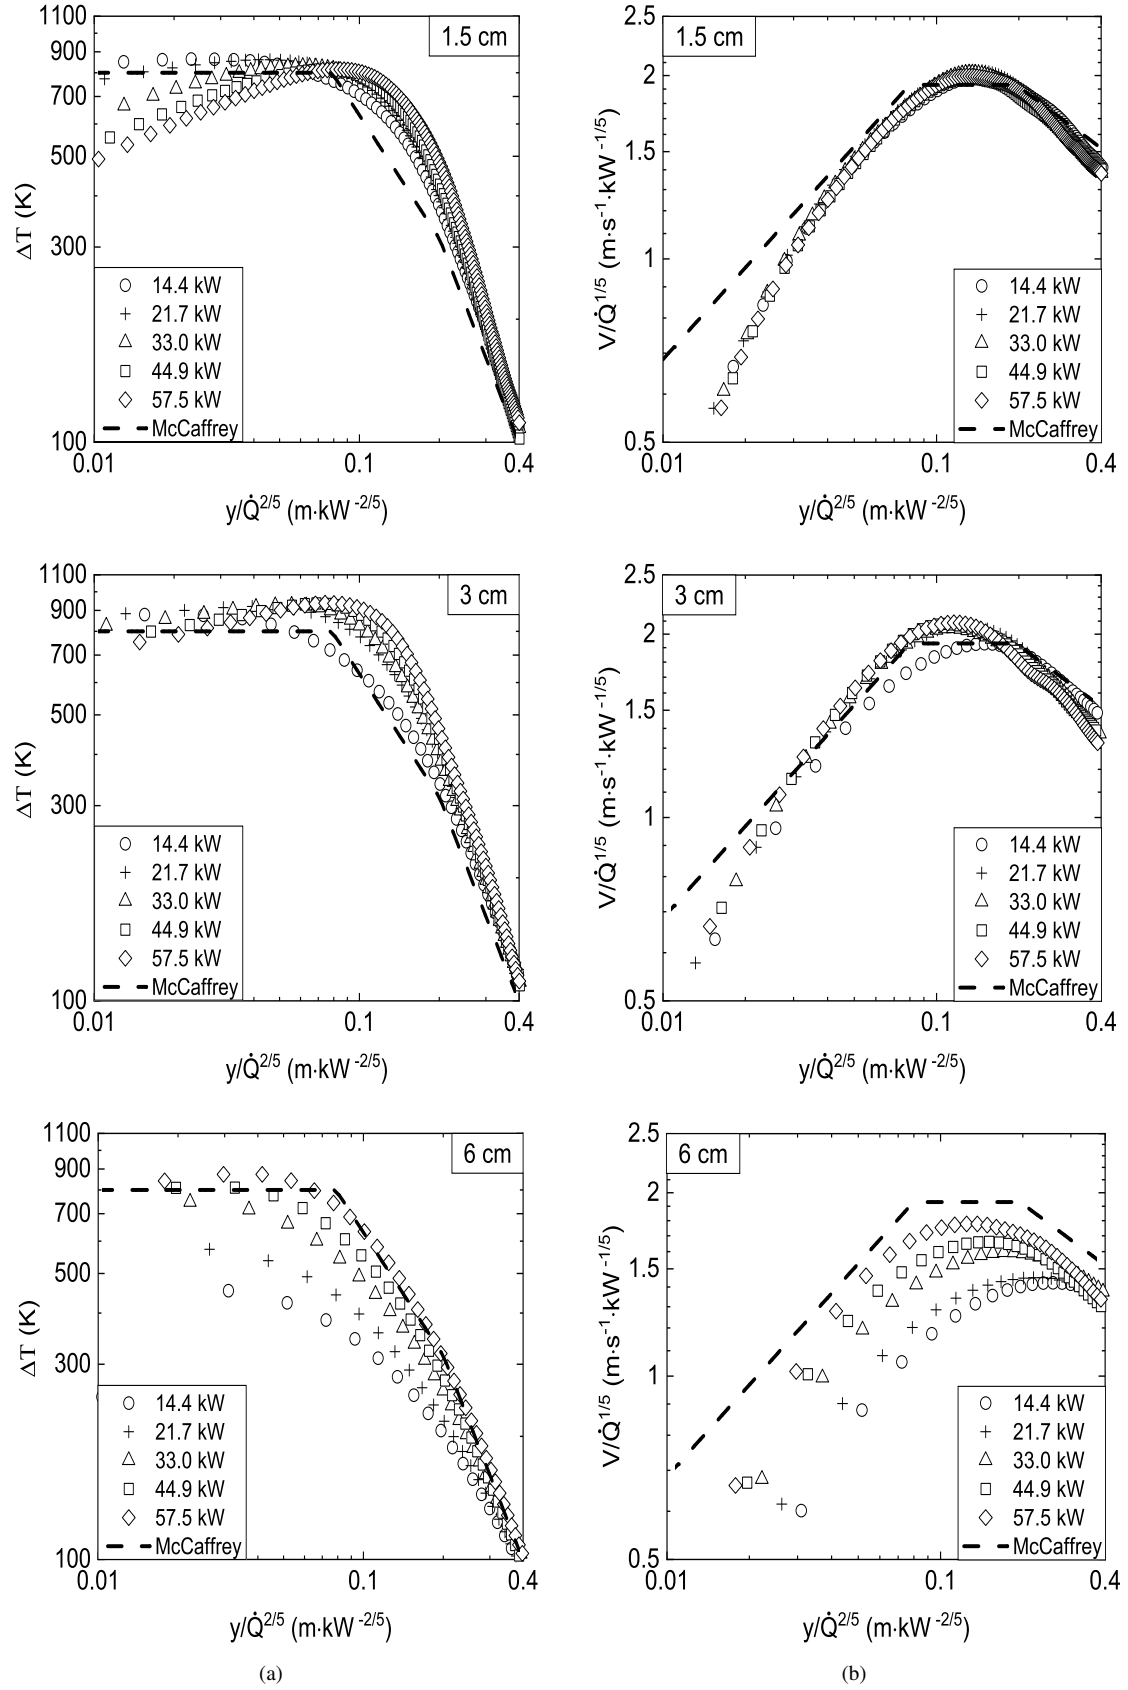 1100
900
700
500
300
100
ΔT (K)
1.5 cm
14.4 kW
21.7 kW
33.0 kW
44.9 kW
57.5 kW
McCaffrey
0.01 0.1 0.4
y/Q̇^2/5 (m·kW^-2/5)
2.5
2
1.5
1
0.5
V/Q̇^1/5 (m·s^-1·kW^-1/5)
1.5 cm
14.4 kW
21.7 kW
33.0 kW
44.9 kW
57.5 kW
McCaffrey
0.01 0.1 0.4
y/Q̇^2/5 (m·kW^-2/5)
1100
900
700
500
300
100
ΔT (K)
3 cm
14.4 kW
21.7 kW
33.0 kW
44.9 kW
57.5 kW
McCaffrey
0.01 0.1 0.4
y/Q̇^2/5 (m·kW^-2/5)
2.5
2
1.5
1
0.5
V/Q̇^1/5 (m·s^-1·kW^-1/5)
3 cm
14.4 kW
21.7 kW
33.0 kW
44.9 kW
57.5 kW
McCaffrey
0.01 0.1 0.4
y/Q̇^2/5 (m·kW^-2/5)
1100
900
700
500
300
100
ΔT (K)
6 cm
14.4 kW
21.7 kW
33.0 kW
44.9 kW
57.5 kW
McCaffrey
0.01 0.1 0.4
y/Q̇^2/5 (m·kW^-2/5)
2.5
2
1.5
1
0.5
V/Q̇^1/5 (m·s^-1·kW^-1/5)
6 cm
14.4 kW
21.7 kW
33.0 kW
44.9 kW
57.5 kW
McCaffrey
0.01 0.1 0.4
y/Q̇^2/5 (m·kW^-2/5)
(a)
(b)